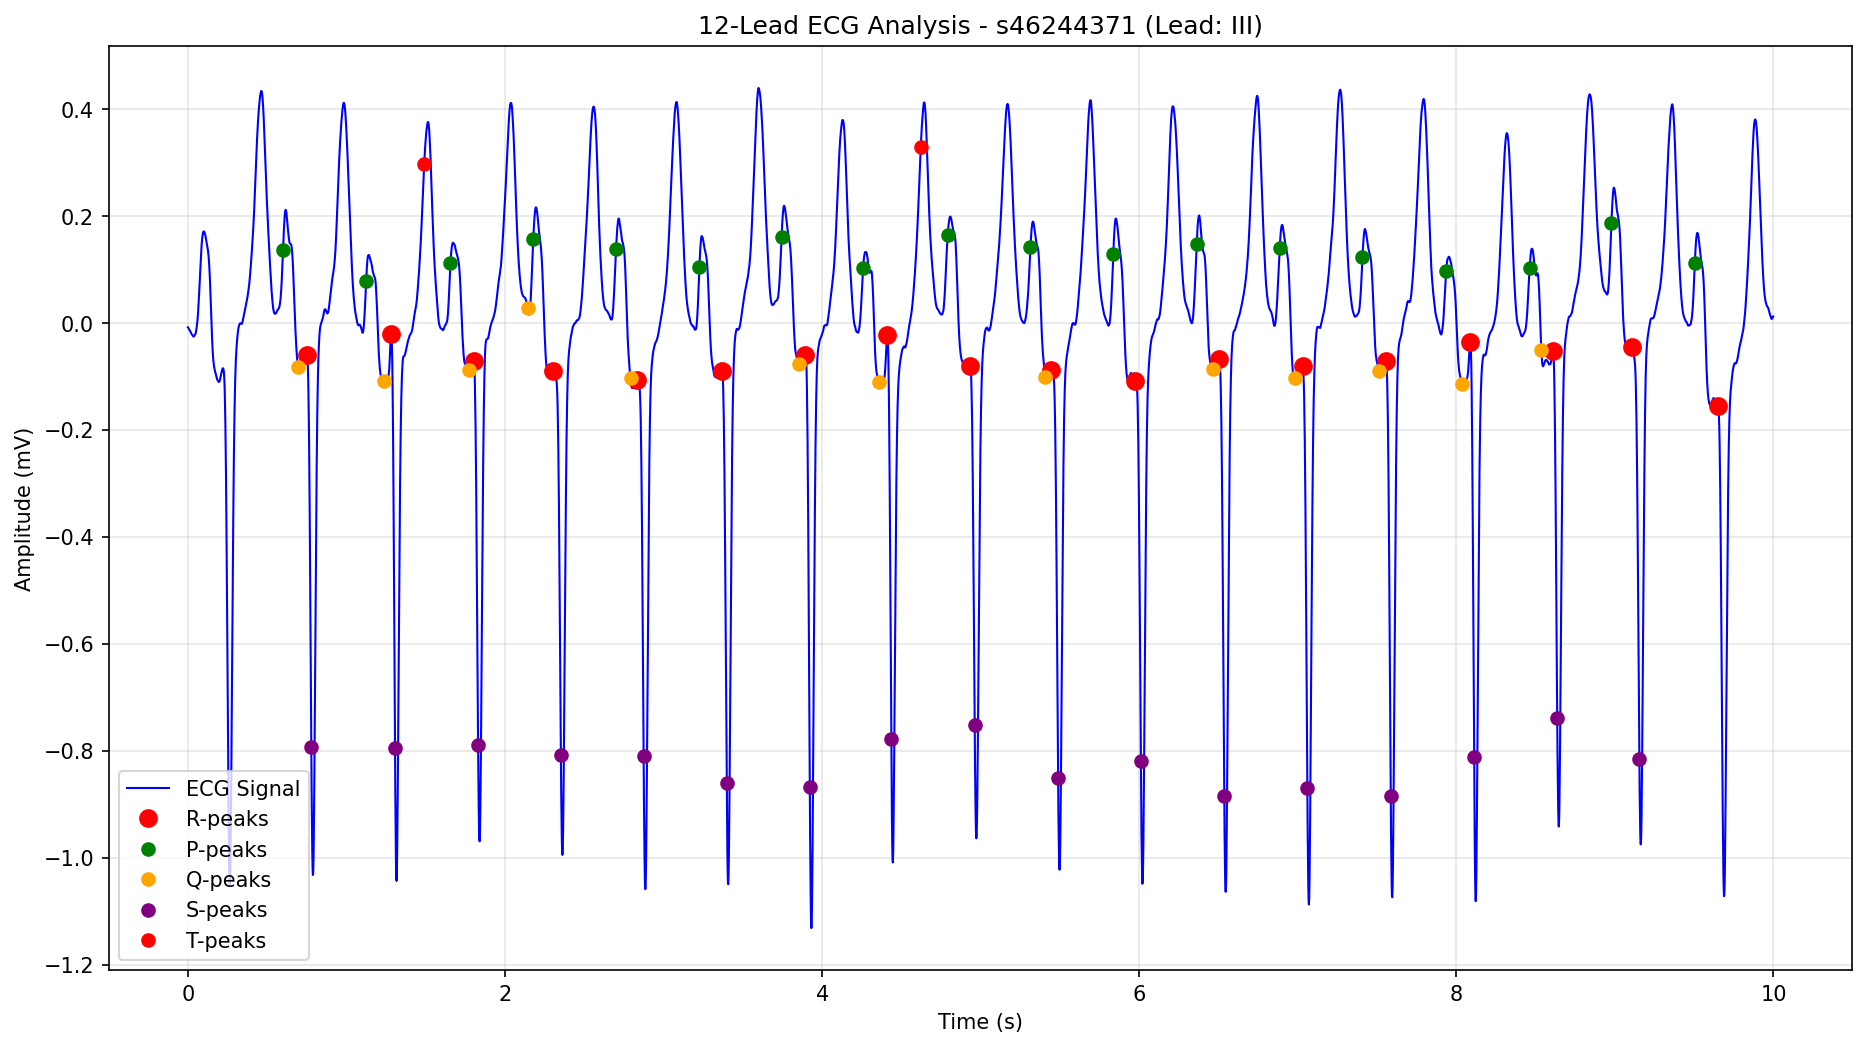 12-Lead ECG Analysis - s46244371 (Lead: III)
Amplitude (mV)
0.4
0.2
0.0
−0.2
−0.4
−0.6
−0.8
−1.0
−1.2
ECG Signal
R-peaks
P-peaks
Q-peaks
S-peaks
T-peaks
0 2 4 6 8 10
Time (s)